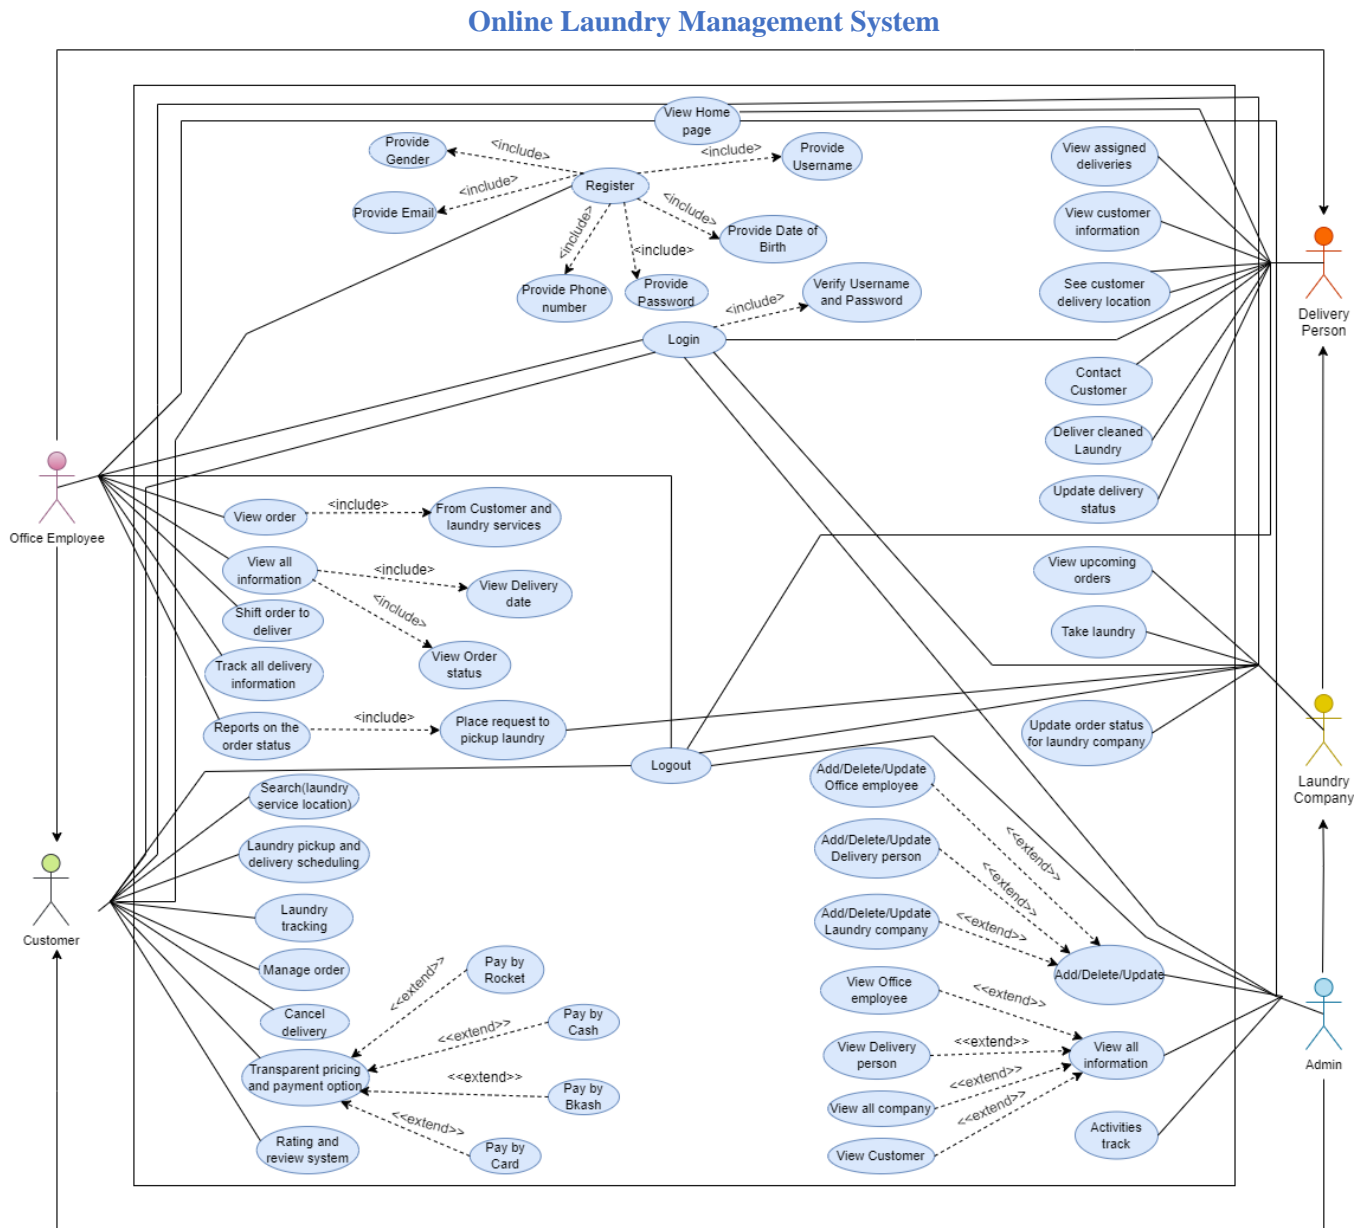 Online Laundry Management System
View Home
page
Provide
Gender
<include>
<include>
Provide
Username
View assigned
deliveries
Register
Provide Email
<include>
<include>
View customer
information
Provide Date of
Birth
<include>
<include>
Provide Phone
number
Provide
Password
Verify Username
and Password
<include>
See customer
delivery location
Delivery
Person
Login
Contact
Customer
Deliver cleaned
Laundry
Update delivery
status
Office Employee
View order
<include>
From Customer and
laundry services
View all
information
<include>
View Delivery
date
<include>
View upcoming
orders
Shift order to
deliver
Take laundry
Track all delivery
information
View Order
status
Reports on the
order status
<include>
Place request to
pickup laundry
Update order status
for laundry company
Logout
Laundry
Company
Search(laundry
service location)
Add/Delete/Update
Office employee
<<extend>>
Laundry pickup and
delivery scheduling
Add/Delete/Update
Delivery person
<<extend>>
Laundry
tracking
Add/Delete/Update
Laundry company
<<extend>>
Customer
Manage order
Pay by
Rocket
<<extend>>
Add/Delete/Update
View Office
employee
<<extend>>
Cancel
delivery
Pay by
Cash
<<extend>>
View Delivery
person
<<extend>>
View all
information
Admin
Transparent pricing
and payment option
<<extend>>
Pay by
Bkash
<<extend>>
View all company
<<extend>>
<<extend>>
Rating and
review system
Pay by
Card
View Customer
Activities
track